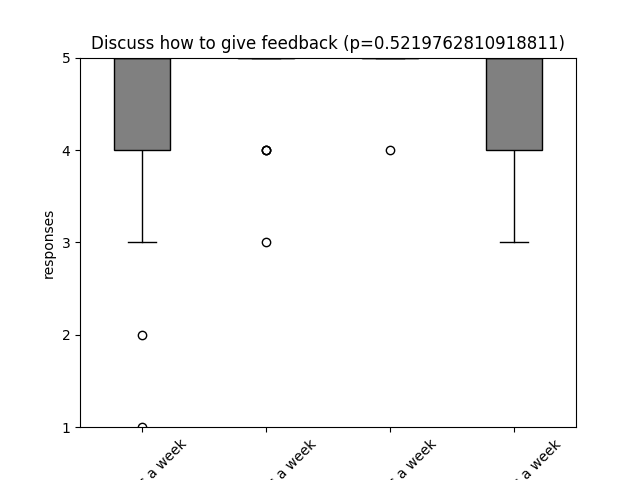 Discuss how to give feedback (p=0.5219762810918811)
responses
5
4
3
2
1
a week
a week
a week
a week